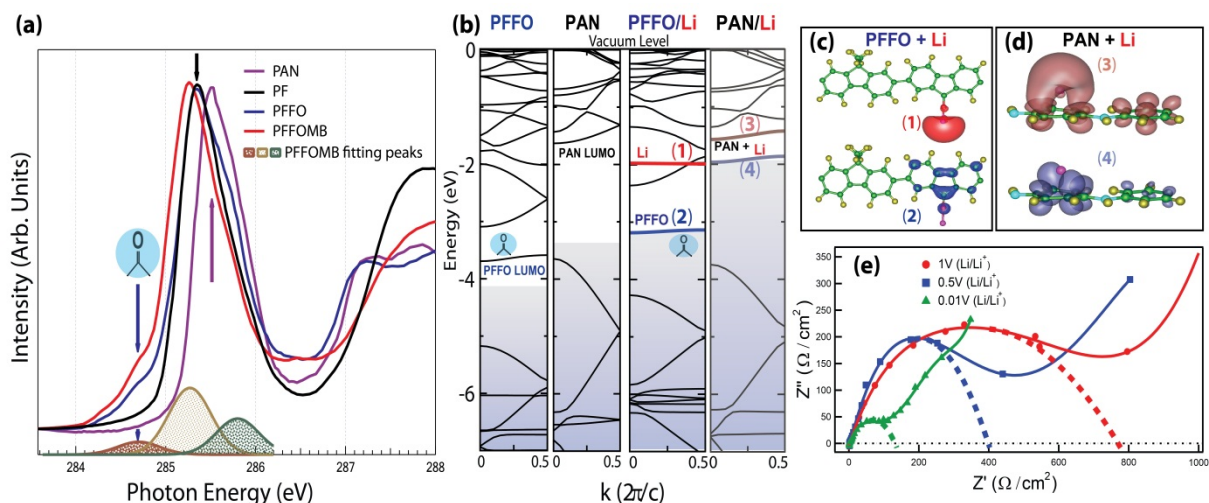 (a)
PAN
PF
PFFO
PFFOMB
PFFOMB fitting peaks
O
Intensity (Arb. Units)
284 285 286 287 288
Photon Energy (eV)
(b)
PFFO PAN PFFO/Li PAN/Li
Vacuum Level
0
-2
-4
-6
Energy (eV)
PAN LUMO
Li (1)
(3)
PAN + Li
(4)
PFFO (2)
O
O
PFFO LUMO
0 0.5 0 0.5 0 0.5 0 0.5
k (2π/c)
(c)
PFFO + Li
(1)
(2)
(d)
PAN + Li
(3)
(4)
(e)
1V (Li/Li+)
0.5V (Li/Li+)
0.01V (Li/Li+)
Z'' (Ω/cm²)
350
300
250
200
150
100
50
0
0 200 400 600 800 1000
Z' (Ω/cm²)